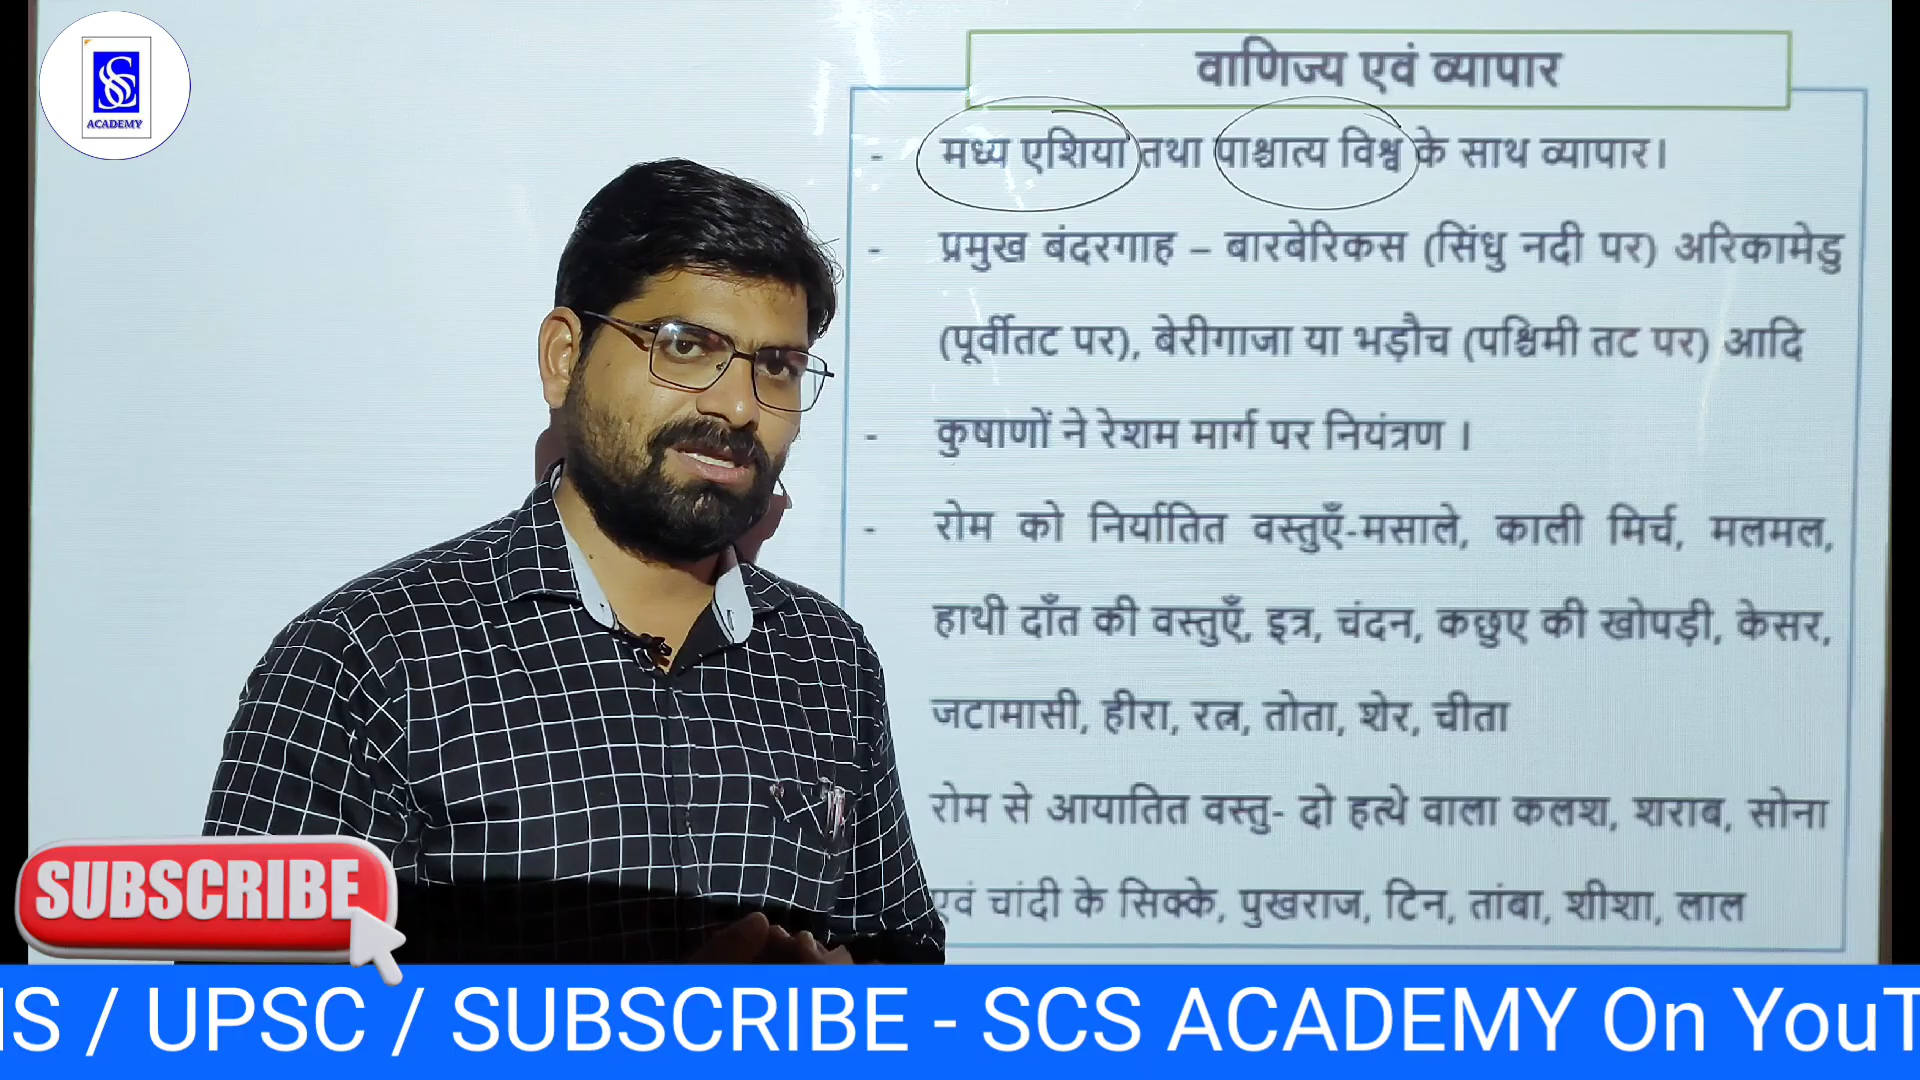 SCS
ACADEMY
वाणिज्य एवं व्यापार
- मध्य एशिया तथा पाश्चात्य विश्व के साथ व्यापार।
- प्रमुख बंदरगाह – बारबेरिकस (सिंधु नदी पर) अरिकामेडु
(पूर्वीतट पर), बेरीगाजा या भड़ौच (पश्चिमी तट पर) आदि
- कुषाणों ने रेशम मार्ग पर नियंत्रण ।
- रोम को निर्यातित वस्तुएँ-मसाले, काली मिर्च, मलमल,
हाथी दाँत की वस्तुएँ, इत्र, चंदन, कछुए की खोपड़ी, केसर,
जटामासी, हीरा, रत्न, तोता, शेर, चीता
रोम से आयातित वस्तु- दो हत्थे वाला कलश, शराब, सोना
एवं चांदी के सिक्के, पुखराज, टिन, तांबा, शीशा, लाल
SUBSCRIBE
IS / UPSC / SUBSCRIBE - SCS ACADEMY On YouT